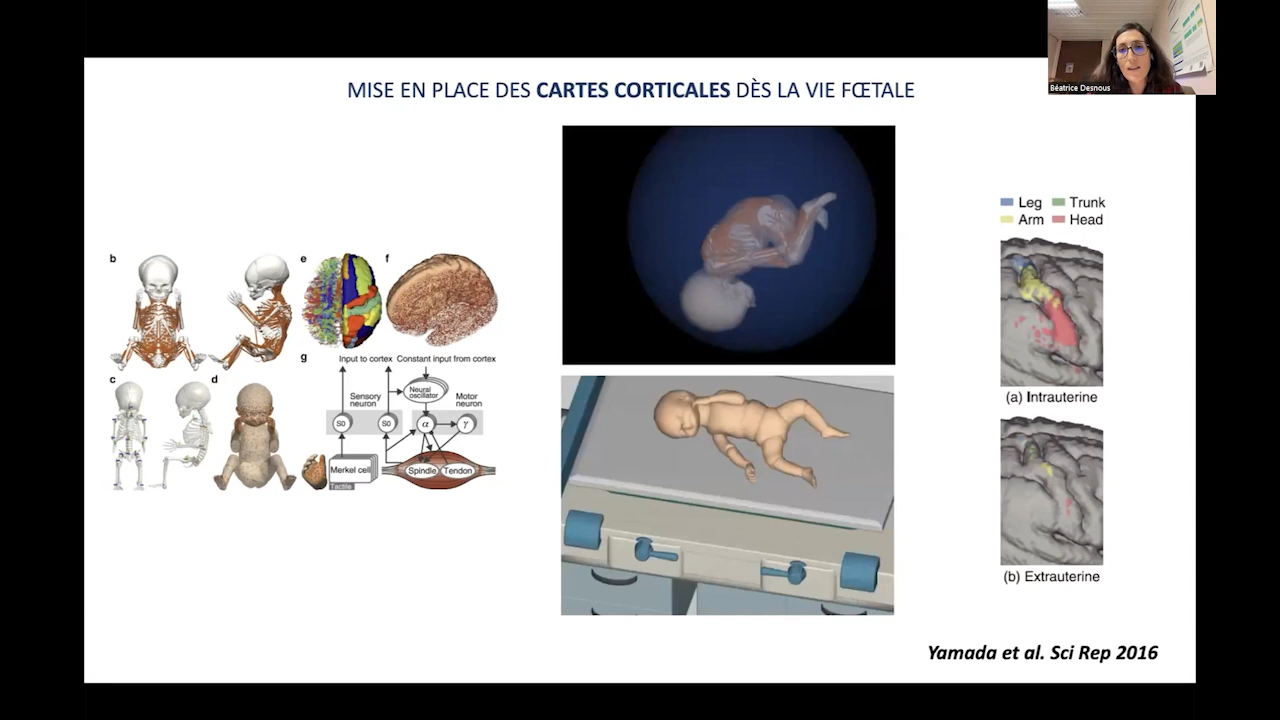 Béatrice Desnous
MISE EN PLACE DES CARTES CORTICALES DÈS LA VIE FŒTALE
b
e
f
g
Input to cortex
Constant input from cortex
Neural
oscillator
Sensory
neuron
Motor
neuron
S0
S0
α
γ
Merkel cell
Tactile
Spindle
Tendon
c
d
Leg
Trunk
Arm
Head
(a) Intrauterine
(b) Extrauterine
Yamada et al. Sci Rep 2016